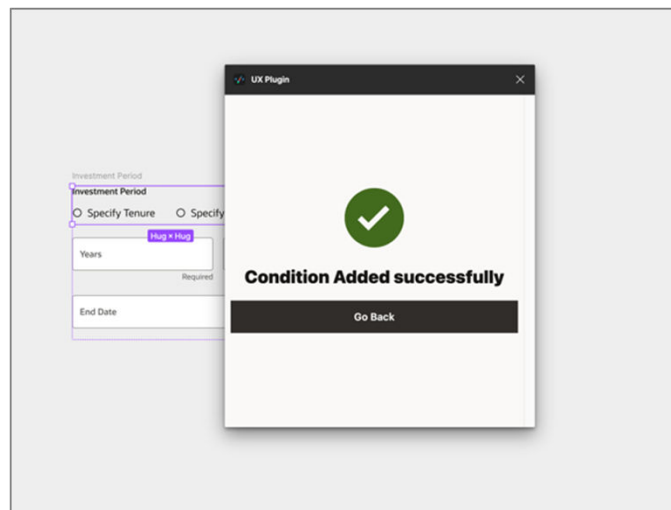 UX Plugin
Investment Period
Investment Period
Specify Tenure
Specify
Hug × Hug
Years
Required
End Date
Condition Added successfully
Go Back